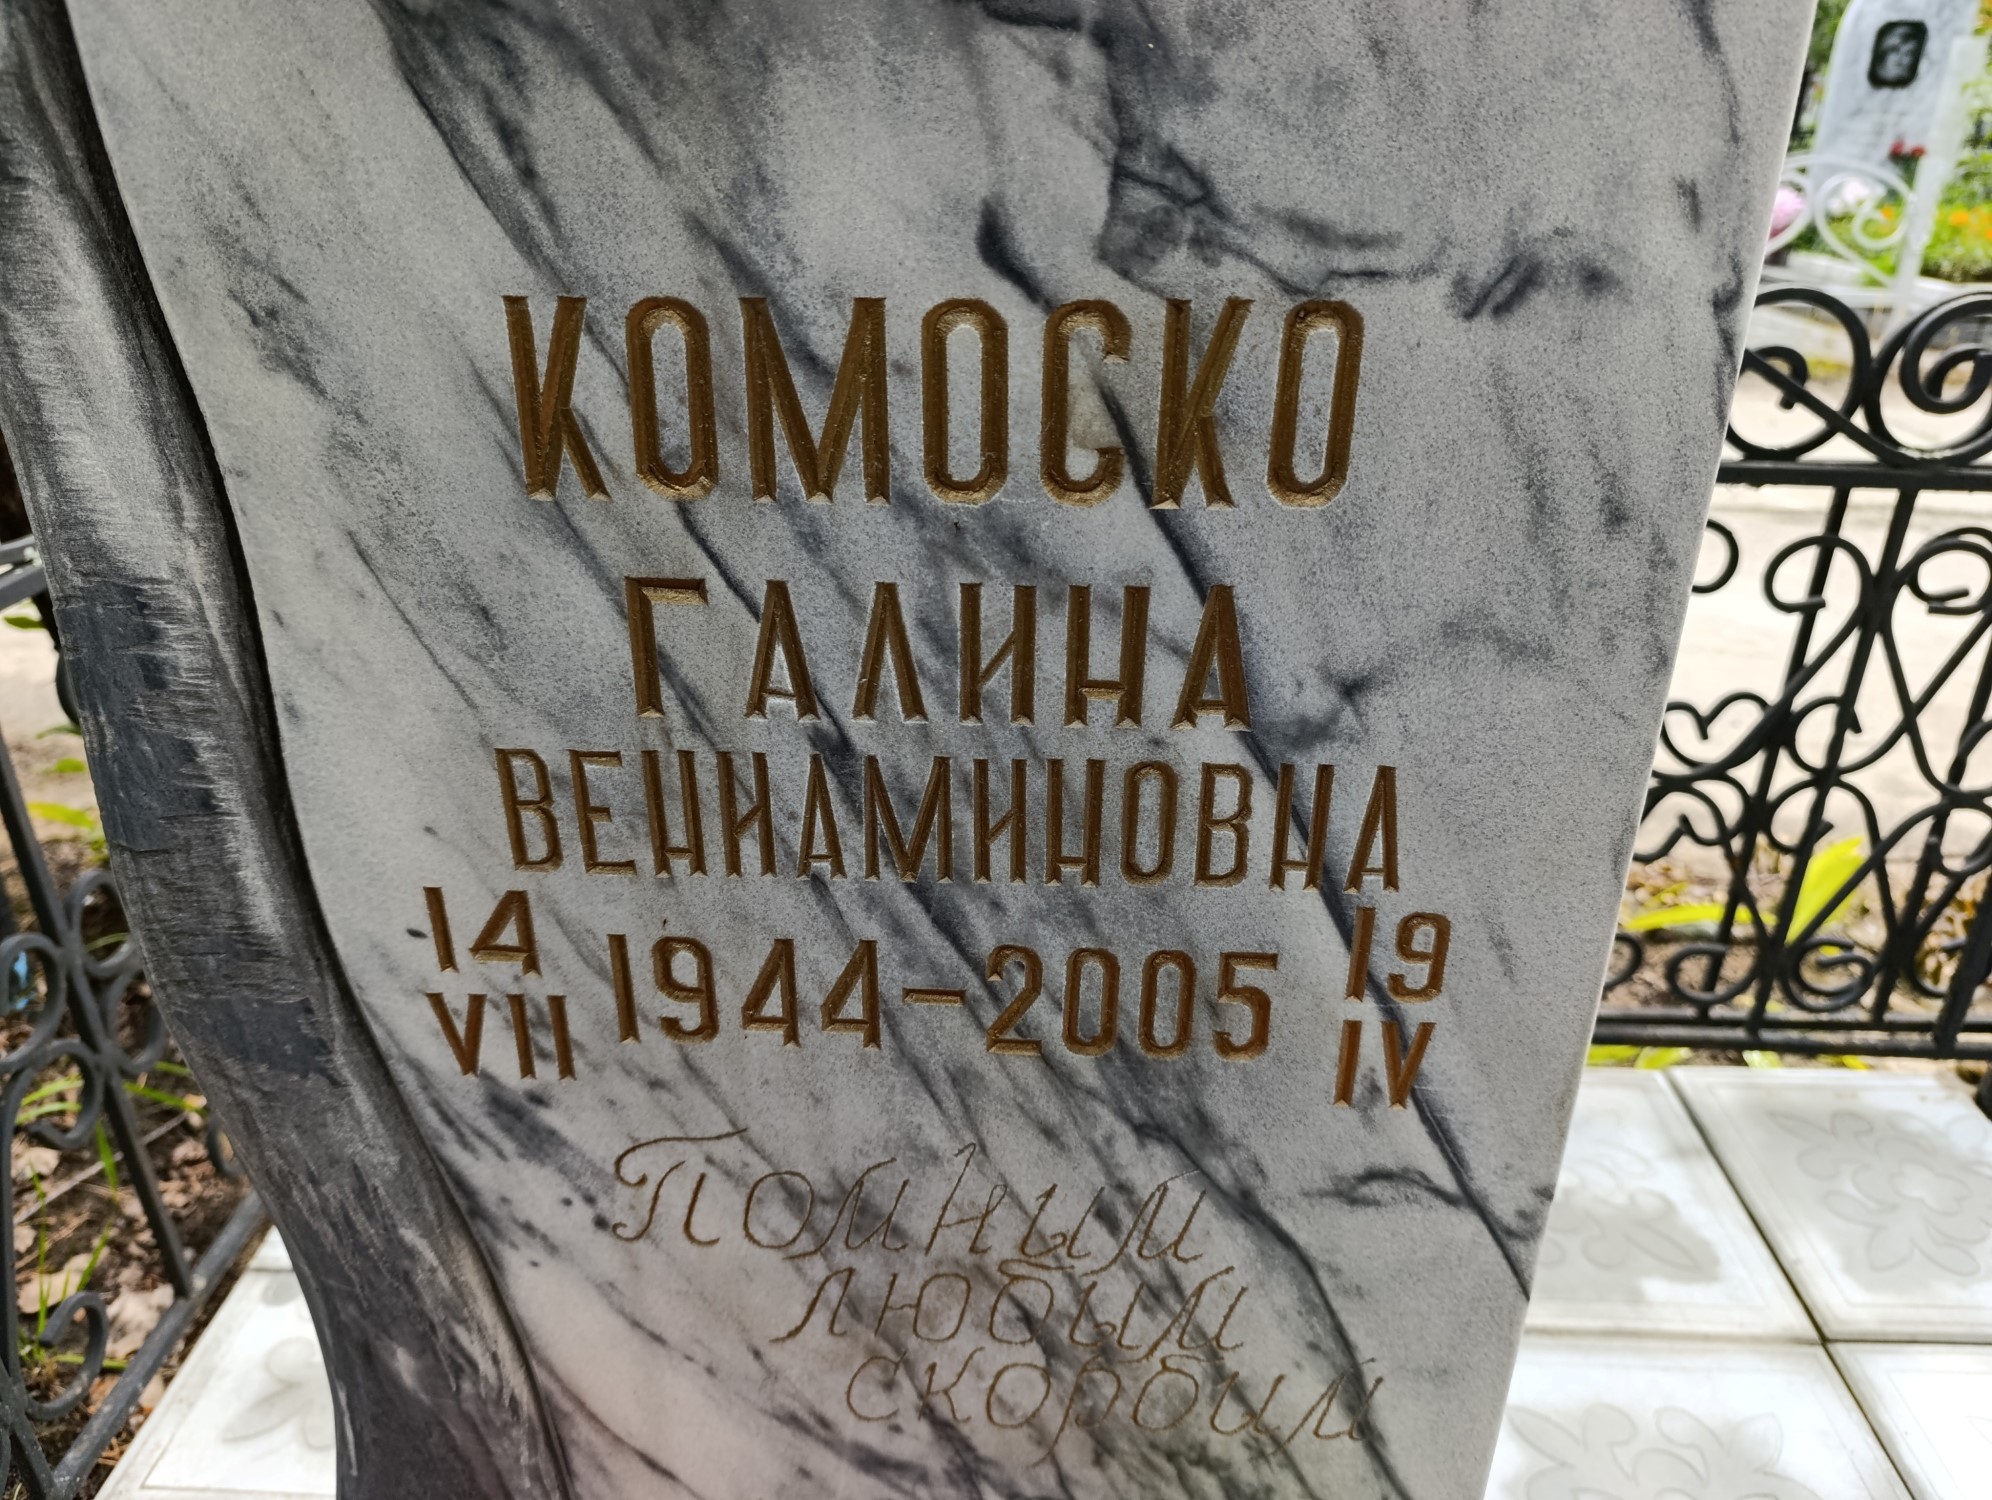 КОМОСКО
ГАЛИНА
ВЕНИАМИНОВНА
14 VII 1944–2005 19 IV
Помним
любим
скорбим